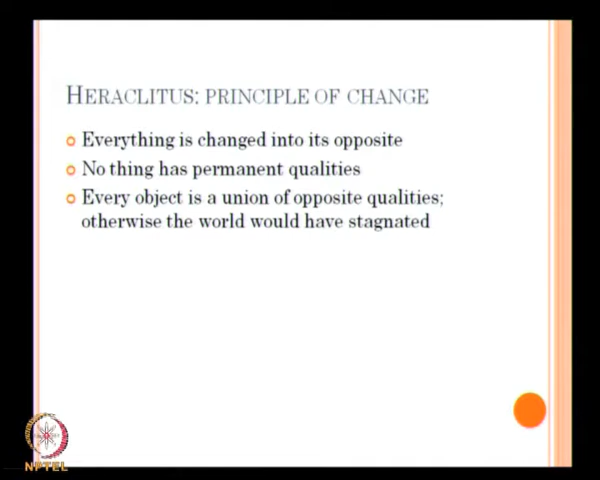 HERACLITUS: PRINCIPLE OF CHANGE
Everything is changed into its opposite
No thing has permanent qualities
Every object is a union of opposite qualities;
otherwise the world would have stagnated
NPTEL